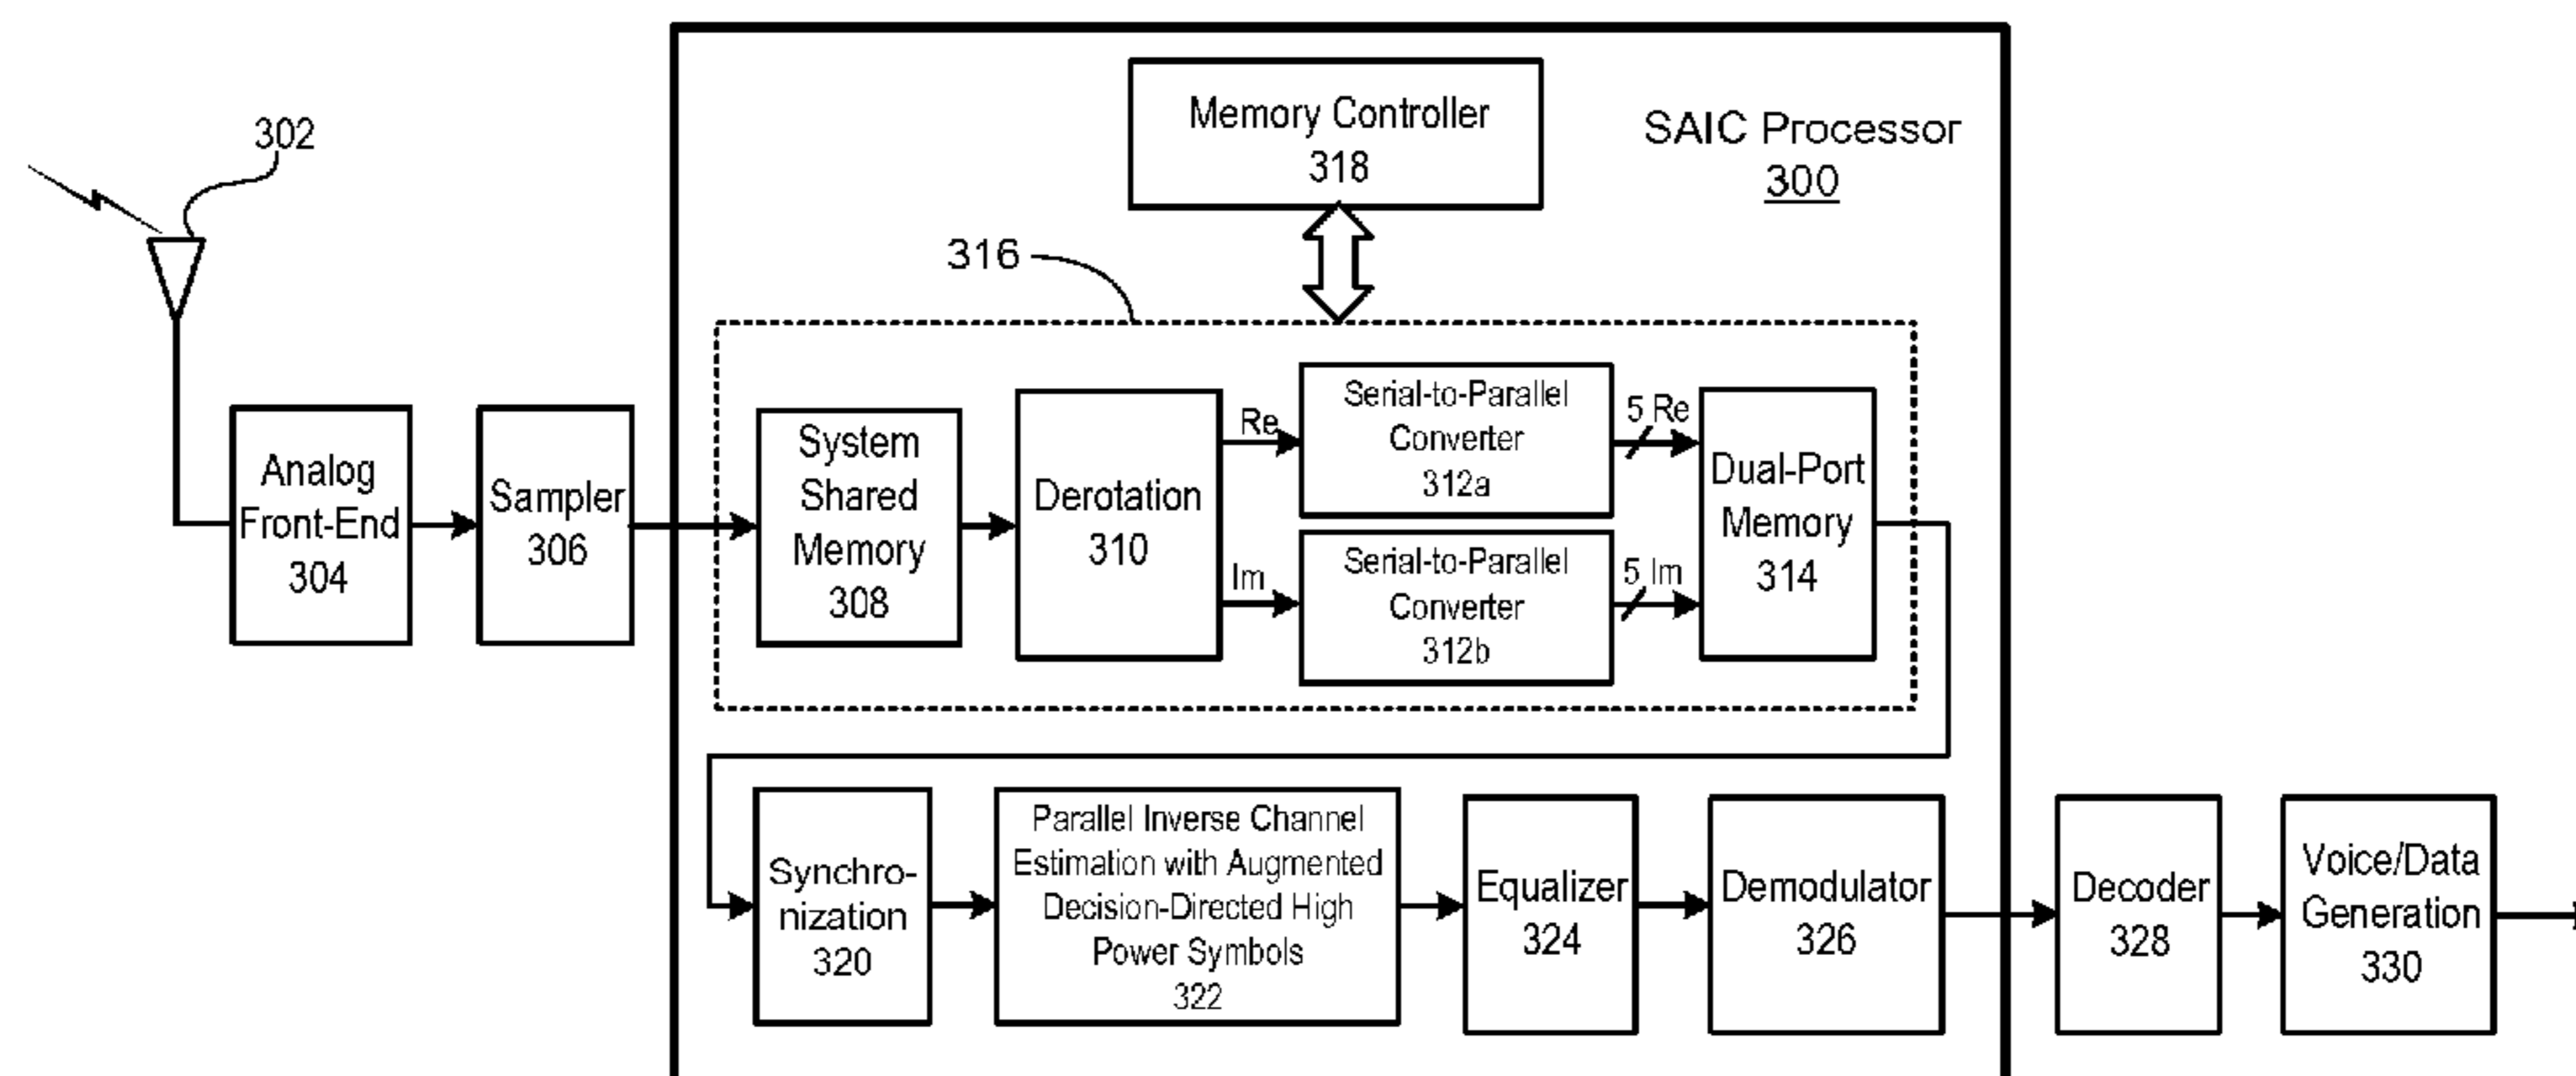 302
Memory Controller
318
SAIC Processor
300
316
Analog
Front-End
304
Sampler
306
System
Shared
Memory
308
Derotation
310
Re
Im
Serial-to-Parallel
Converter
312a
Serial-to-Parallel
Converter
312b
5 Re
5 Im
Dual-Port
Memory
314
Synchro-
nization
320
Parallel Inverse Channel
Estimation with Augmented
Decision-Directed High
Power Symbols
322
Equalizer
324
Demodulator
326
Decoder
328
Voice/Data
Generation
330